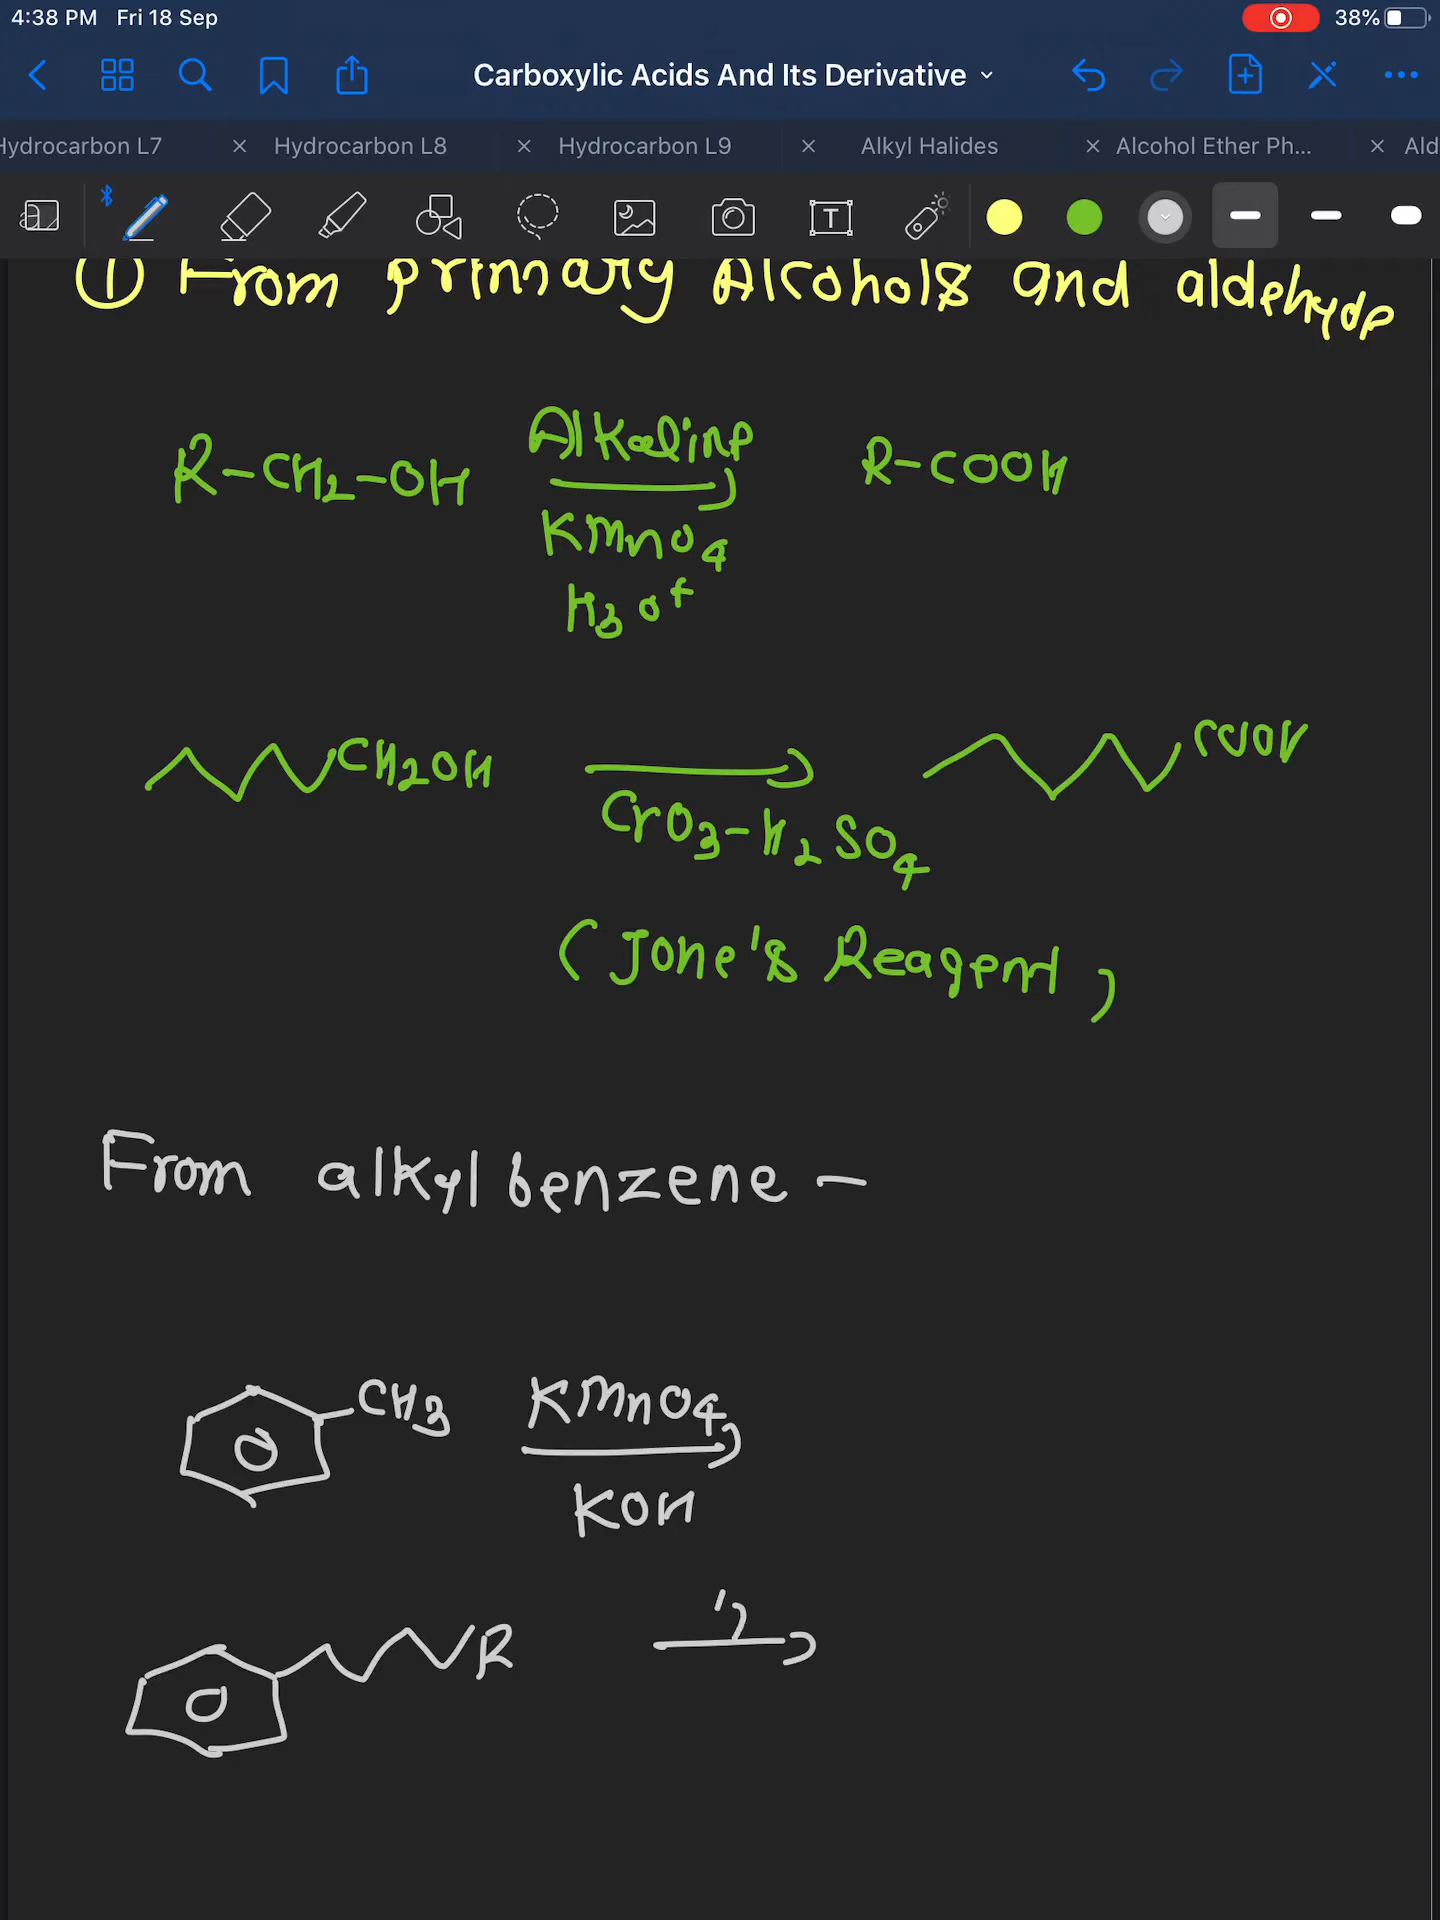 4:38 PM Fri 18 Sep 38%
Carboxylic Acids And Its Derivative
Hydrocarbon L7 Hydrocarbon L8 Hydrocarbon L9 Alkyl Halides Alcohol Ether Ph... Ald
① From primary Alcohols and aldehyde
R-CH2-OH Alkaline R-COOH
KMnO4
H3O+
CH2OH COOH
CrO3-H2SO4
(Jone's Reagent)
From alkyl benzene -
CH3 KMnO4
KOH
R "